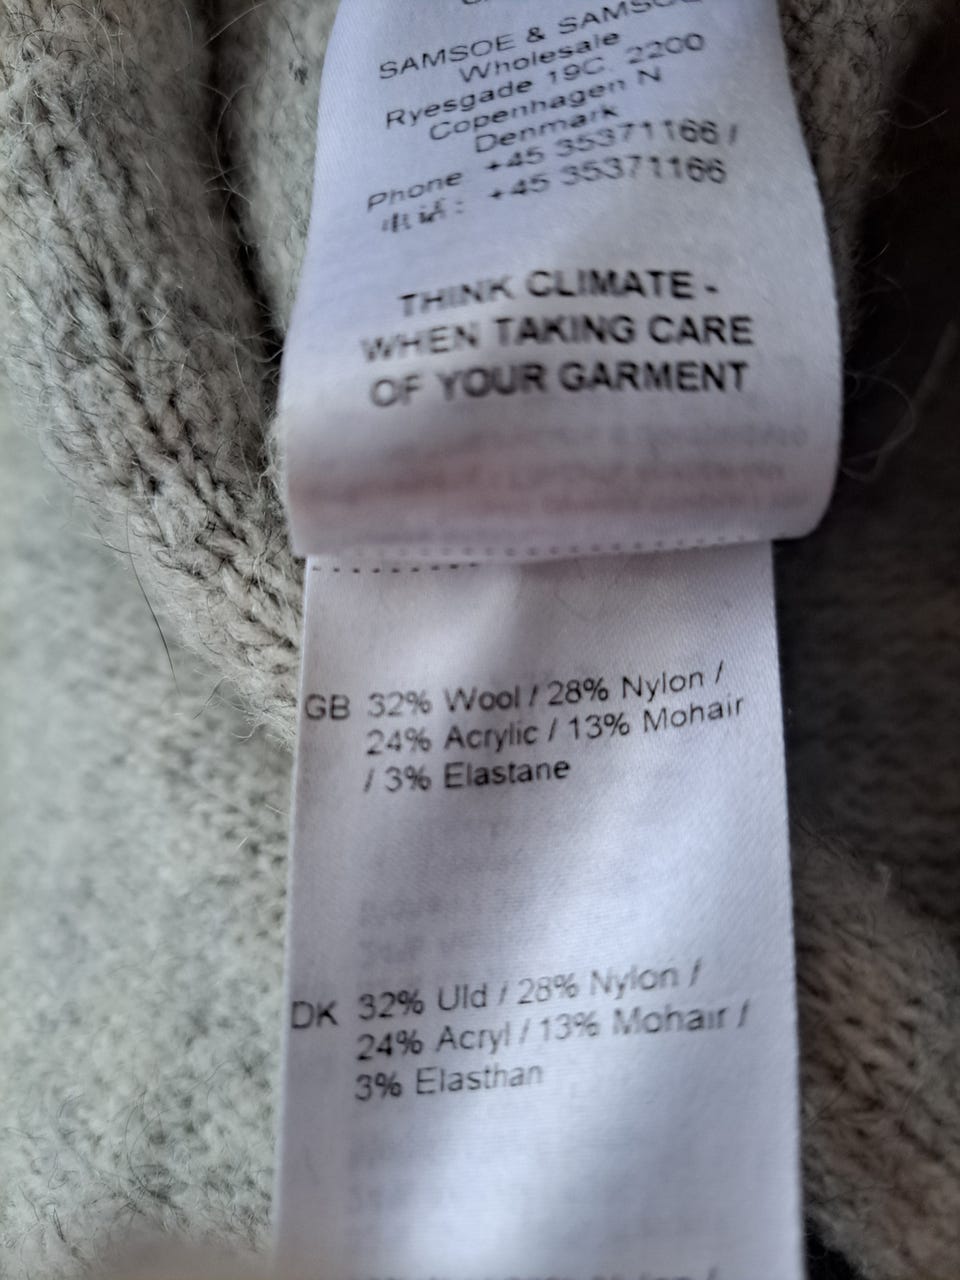 SAMSOE & SAMSOE
Wholesale
Ryesgade 19C, 2200
Copenhagen N
Denmark
Phone +45 35371166 /
电话: +45 35371166
THINK CLIMATE -
WHEN TAKING CARE
OF YOUR GARMENT
GB 32% Wool / 28% Nylon /
24% Acrylic / 13% Mohair
/ 3% Elastane
DK 32% Uld / 28% Nylon /
24% Acryl / 13% Mohair /
3% Elasthan